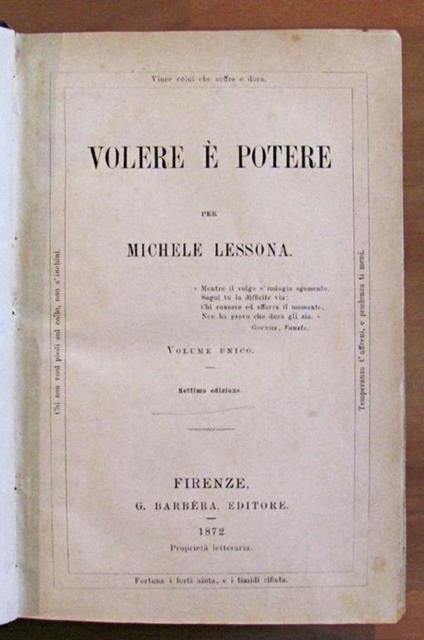 Vince colui che soffre e dura.
VOLERE È POTERE
PER
MICHELE LESSONA.
« Mentre il volgo s'indugia sgomento,
Segui tu la difficile via:
Chi conosce ed afferra il momento,
Non ha prova che dura gli sia. »
GOETHE, Fausto.
VOLUME UNICO.
Settima edizione.
FIRENZE,
G. BARBÈRA, EDITORE.
1872
Proprietà letteraria.
Chi non vuol piedi sul collo, non s'inchini.
Temperanza t'affreni, e prudenza ti meni.
Fortuna i forti aiuta, e i timidi rifiuta.